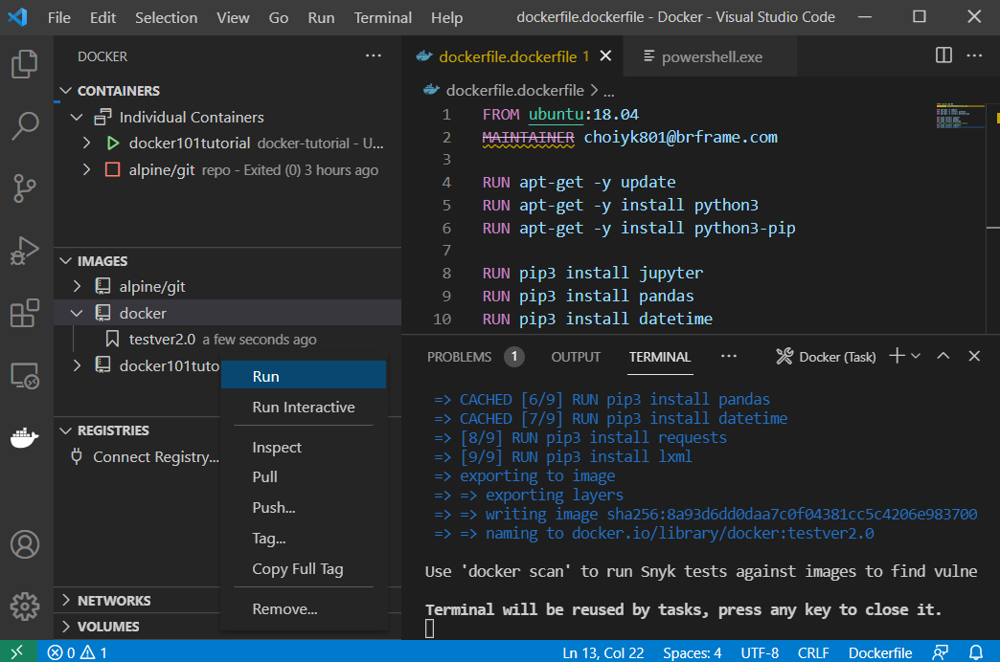 File Edit Selection View Go Run Terminal Help dockerfile.dockerfile - Docker - Visual Studio Code
DOCKER
CONTAINERS
Individual Containers
docker101tutorial docker-tutorial - U...
alpine/git repo - Exited (0) 3 hours ago
IMAGES
alpine/git
docker
testver2.0 a few seconds ago
docker101tuto
REGISTRIES
Connect Registry...
NETWORKS
VOLUMES
Run
Run Interactive
Inspect
Pull
Push...
Tag...
Copy Full Tag
Remove...
dockerfile.dockerfile 1 powershell.exe
dockerfile.dockerfile > ...
1 FROM ubuntu:18.04
2 MAINTAINER choiyk801@brframe.com
3
4 RUN apt-get -y update
5 RUN apt-get -y install python3
6 RUN apt-get -y install python3-pip
7
8 RUN pip3 install jupyter
9 RUN pip3 install pandas
10 RUN pip3 install datetime
PROBLEMS 1 OUTPUT TERMINAL ... Docker (Task)
=> CACHED [6/9] RUN pip3 install pandas
=> CACHED [7/9] RUN pip3 install datetime
=> [8/9] RUN pip3 install requests
=> [9/9] RUN pip3 install lxml
=> exporting to image
=> => exporting layers
=> => writing image sha256:8a93d6dd0daa7c0f04381cc5c4206e983700
=> => naming to docker.io/library/docker:testver2.0
Use 'docker scan' to run Snyk tests against images to find vulne
Terminal will be reused by tasks, press any key to close it.
0 1 Ln 13, Col 22 Spaces: 4 UTF-8 CRLF Dockerfile